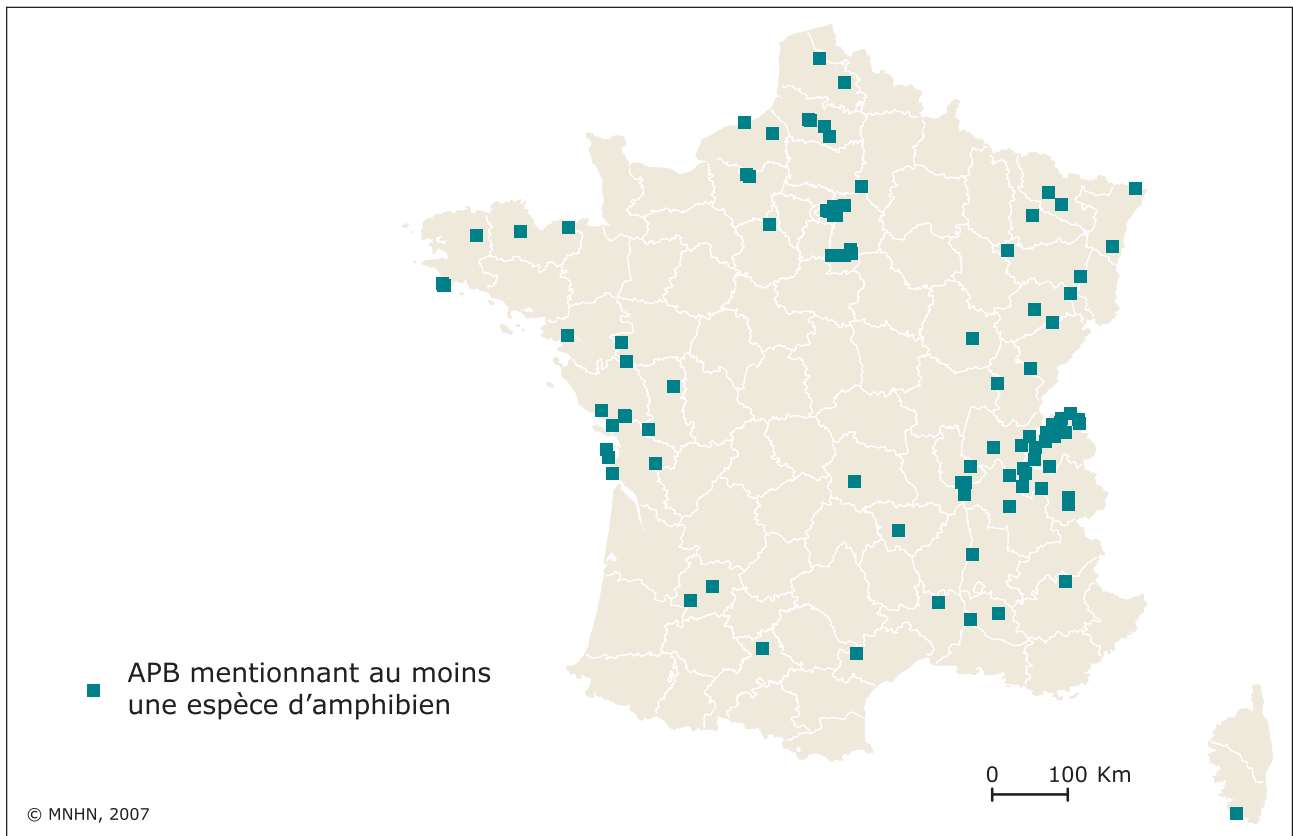 APB mentionnant au moins
une espèce d’amphibien
0 100 Km
© MNHN, 2007